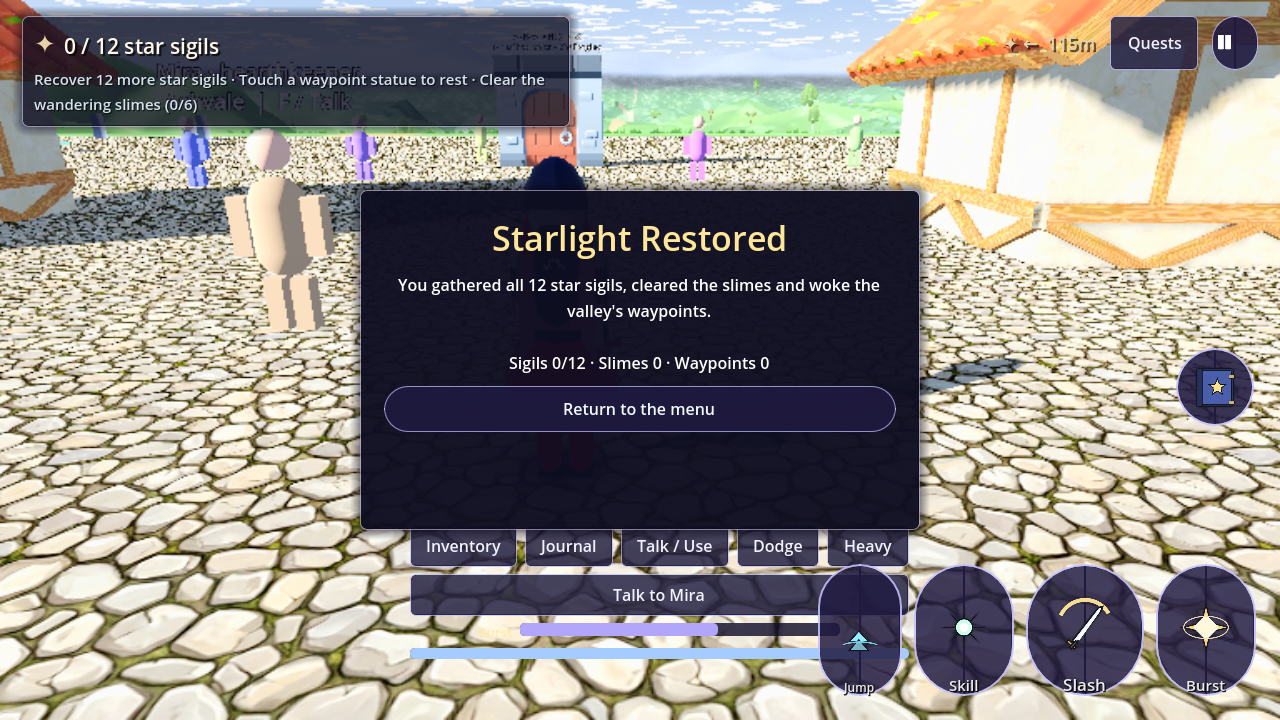 0 / 12 star sigils
Recover 12 more star sigils · Touch a waypoint statue to rest · Clear the
wandering slimes (0/6)
115m
Quests
Starlight Restored
You gathered all 12 star sigils, cleared the slimes and woke the
valley's waypoints.
Sigils 0/12 · Slimes 0 · Waypoints 0
Return to the menu
Inventory
Journal
Talk / Use
Dodge
Heavy
Talk to Mira
Burst
Jump
Skill
Slash
Burst